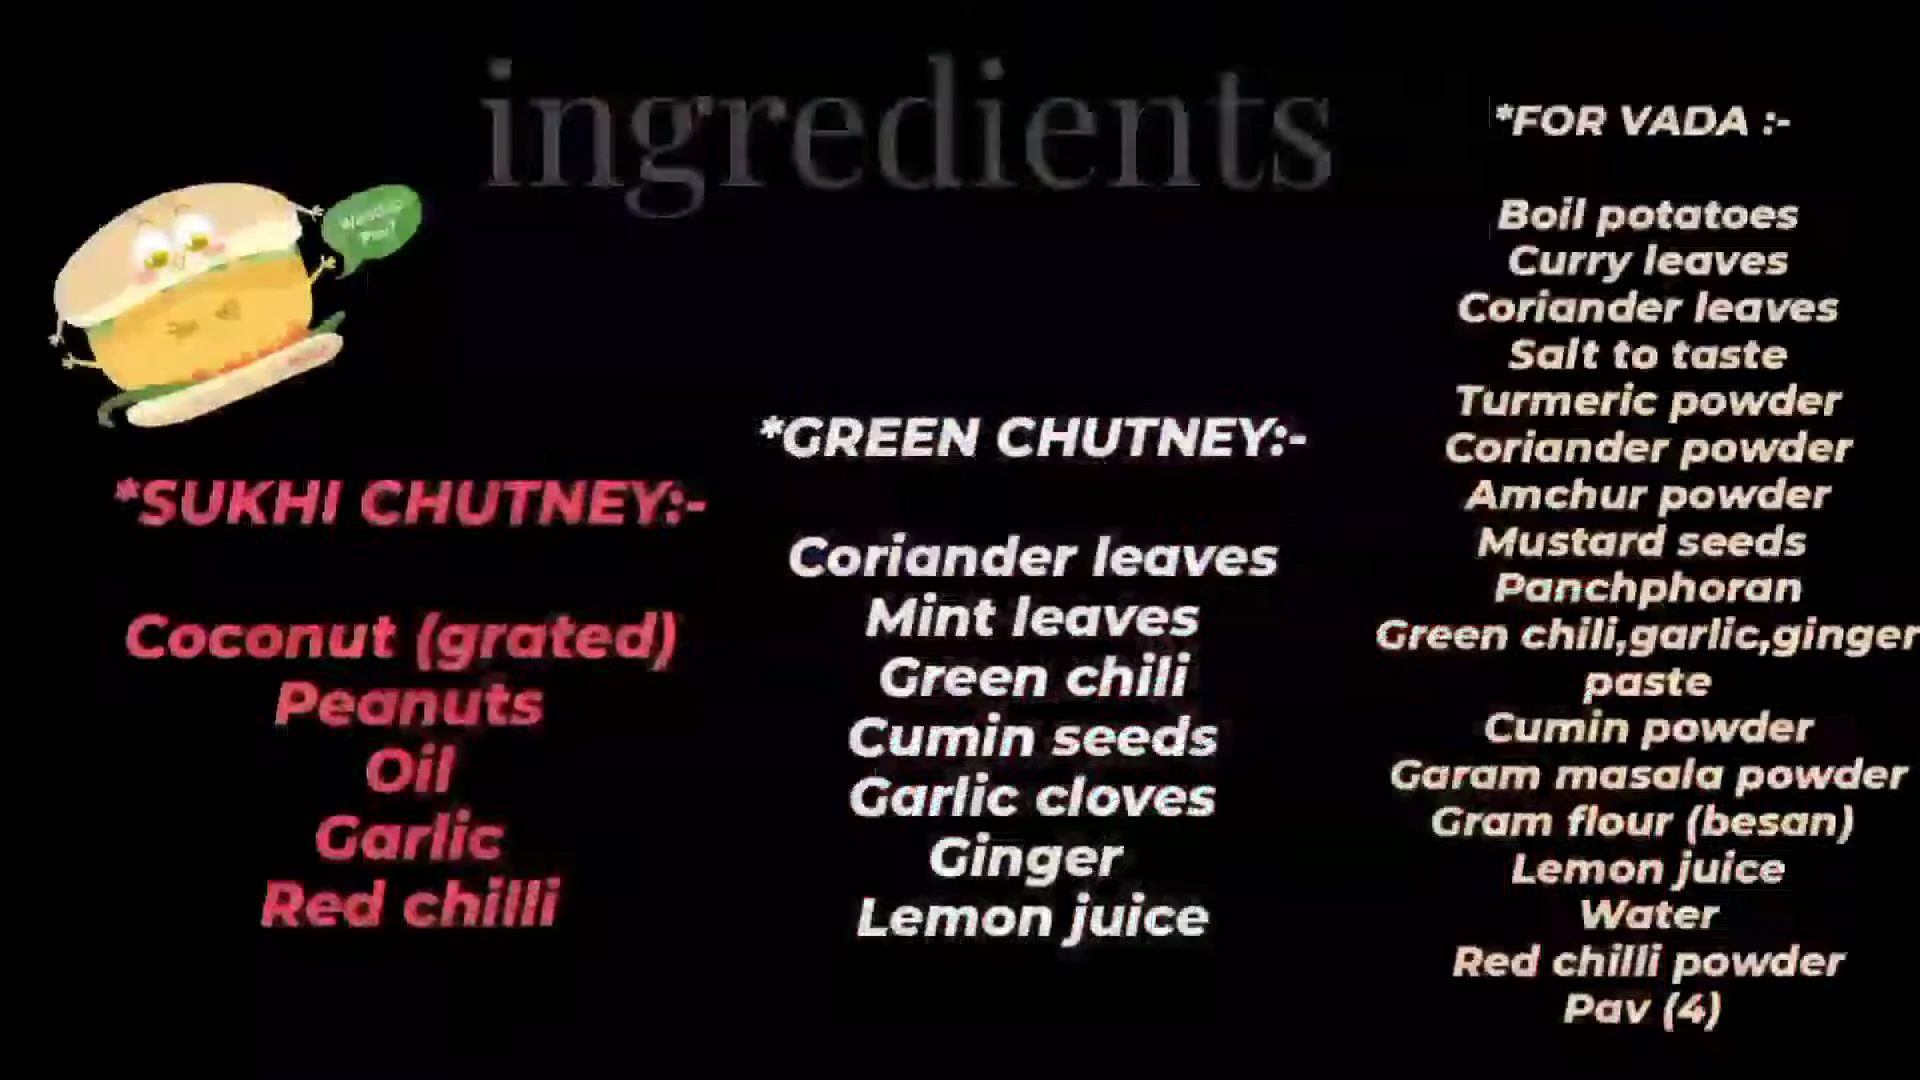 ingredients
*SUKHI CHUTNEY:-
Coconut (grated)
Peanuts
Oil
Garlic
Red chilli
*GREEN CHUTNEY:-
Coriander leaves
Mint leaves
Green chili
Cumin seeds
Garlic cloves
Ginger
Lemon juice
*FOR VADA :-
Boil potatoes
Curry leaves
Coriander leaves
Salt to taste
Turmeric powder
Coriander powder
Amchur powder
Mustard seeds
Panchphoran
Green chili,garlic,ginger
paste
Cumin powder
Garam masala powder
Gram flour (besan)
Lemon juice
Water
Red chilli powder
Pav (4)